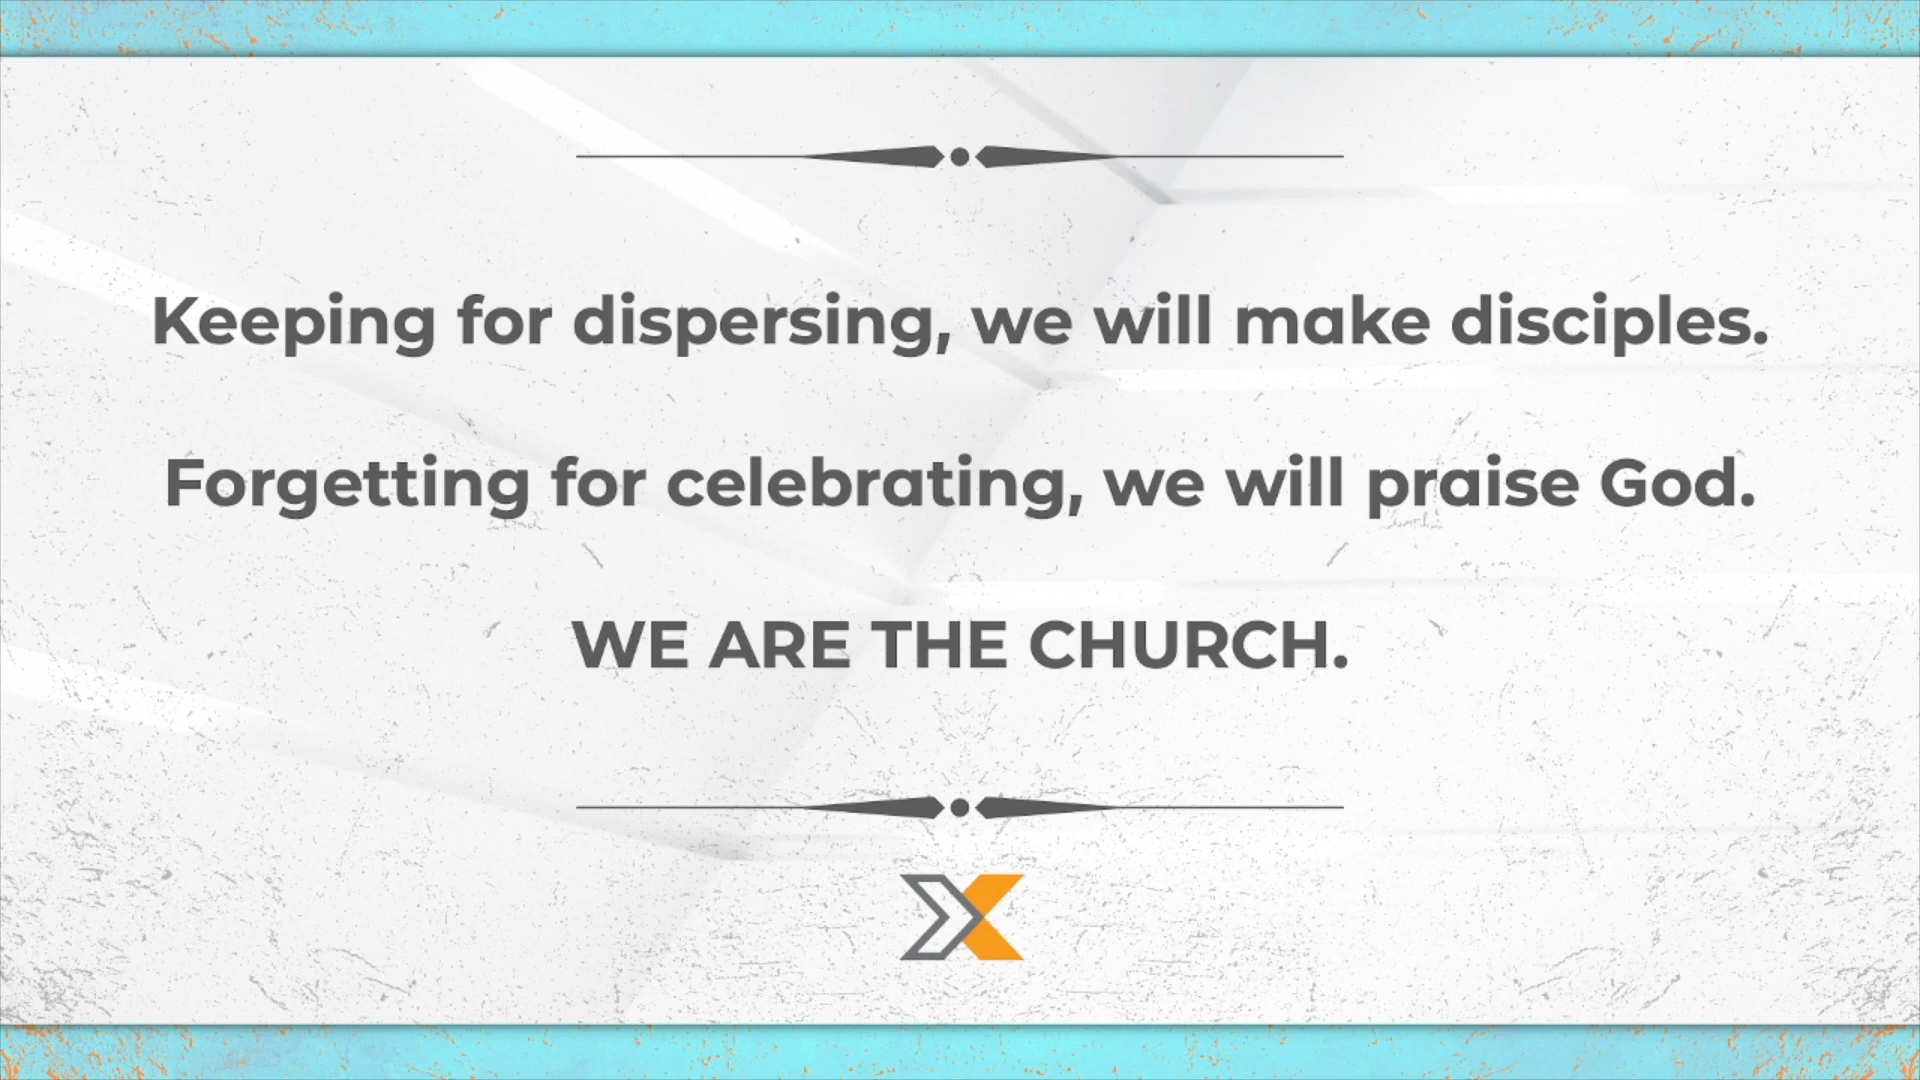 Keeping for dispersing, we will make disciples.
Forgetting for celebrating, we will praise God.
WE ARE THE CHURCH.